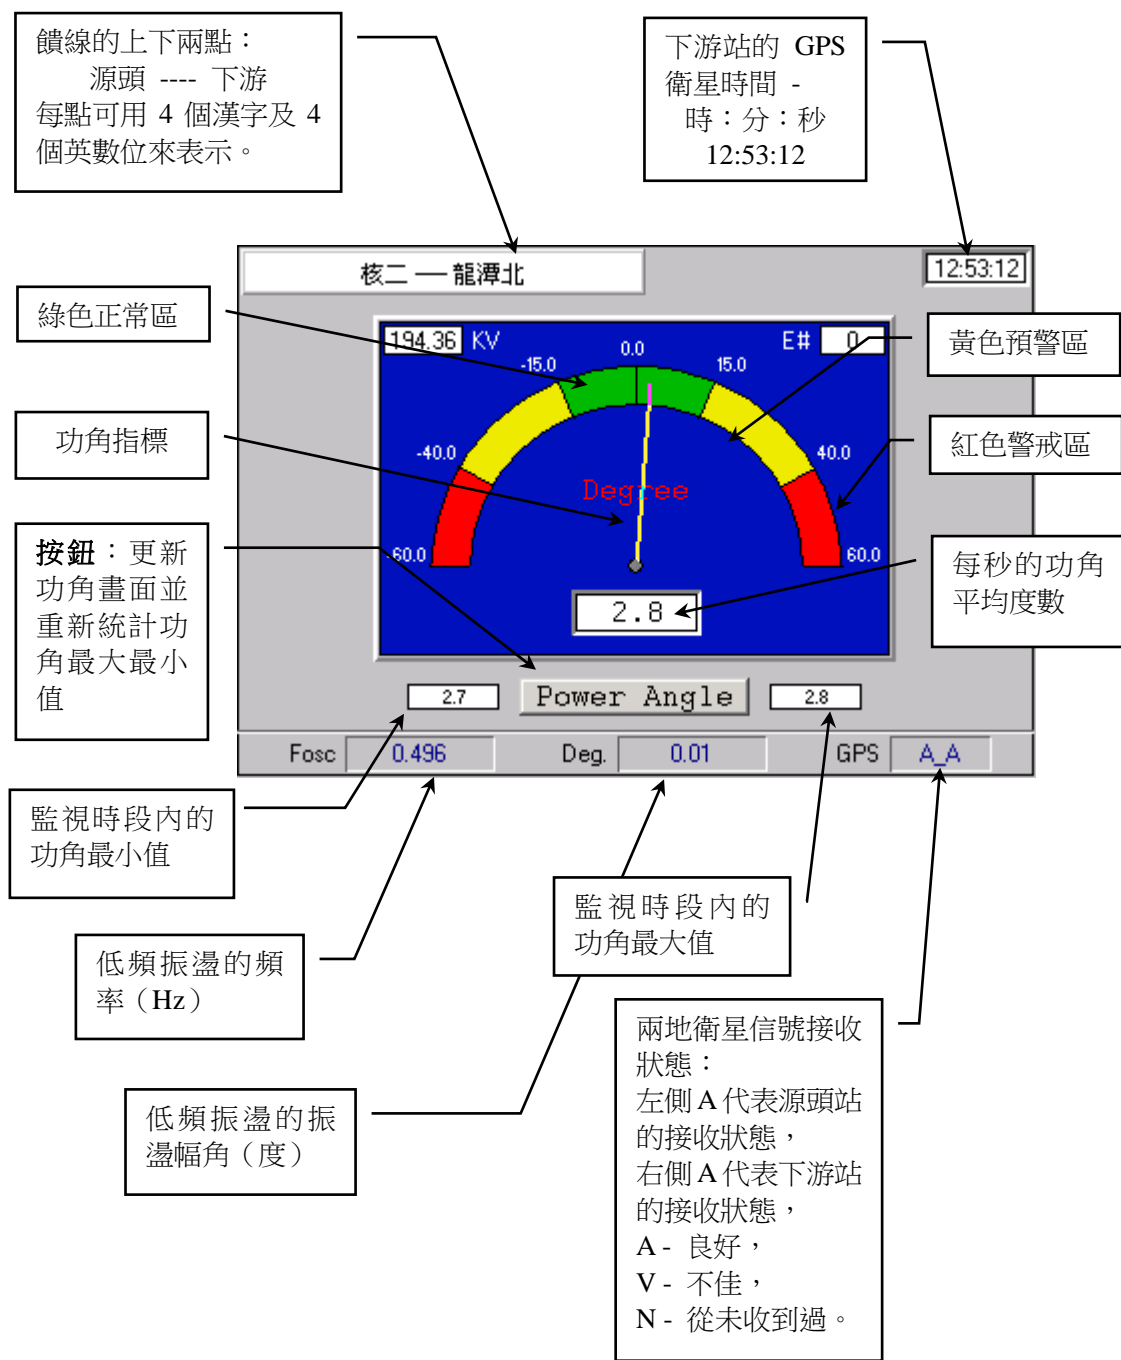 饋線的上下兩點：
源頭 ---- 下游
每點可用 4 個漢字及 4
個英數位來表示。
下游站的 GPS
衛星時間 -
時：分：秒
12:53:12
核二 — 龍潭北
12:53:12
綠色正常區
黃色預警區
194.36 KV
E# 0
-15.0
0.0
15.0
功角指標
紅色警戒區
-40.0
40.0
Degree
-60.0
60.0
按鈕：更新
功角畫面並
重新統計功
角最大最小
值
每秒的功角
平均度數
2.8
2.7
Power Angle
2.8
Fosc 0.496
Deg. 0.01
GPS A_A
監視時段內的
功角最小值
監視時段內的
功角最大值
低頻振盪的頻
率（Hz）
低頻振盪的振
盪幅角（度）
兩地衛星信號接收
狀態：
左側 A 代表源頭站
的接收狀態，
右側 A 代表下游站
的接收狀態，
A - 良好，
V - 不佳，
N - 從未收到過。